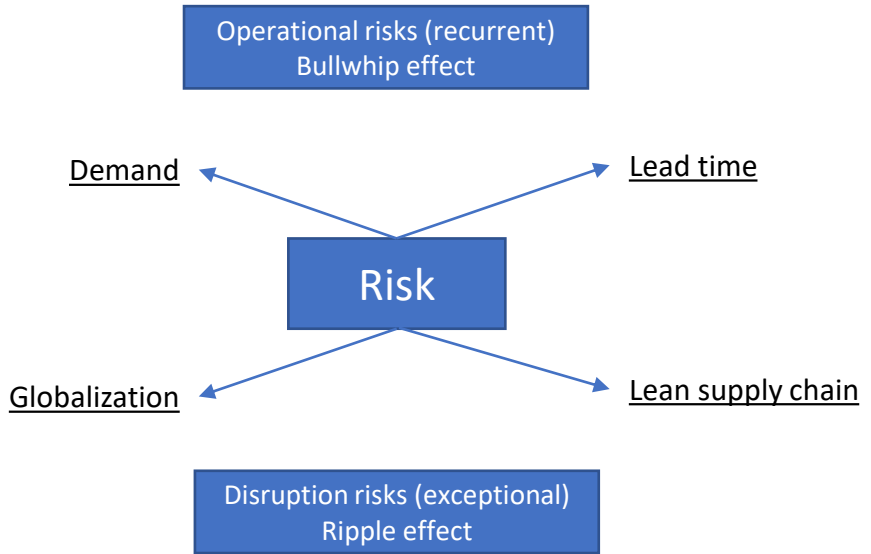 Operational risks (recurrent)
Bullwhip effect
Demand
Lead time
Risk
Globalization
Lean supply chain
Disruption risks (exceptional)
Ripple effect